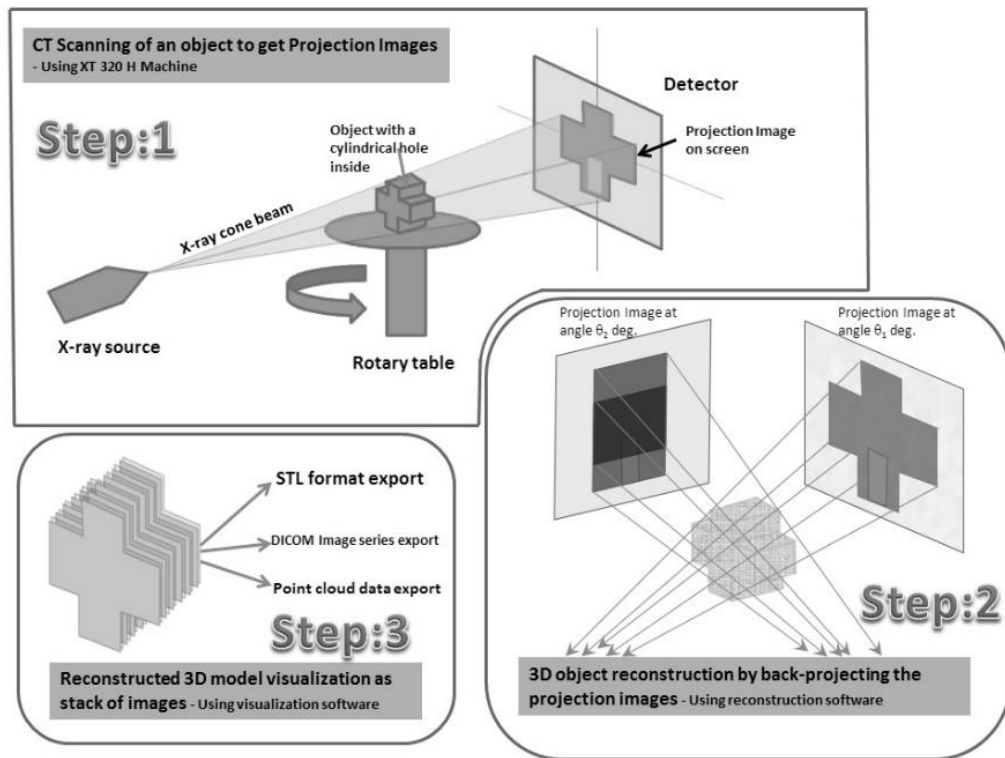 CT Scanning of an object to get Projection Images
- Using XT 320 H Machine
Step:1
Object with a
cylindrical hole
inside
Detector
Projection Image
on screen
X-ray cone beam
X-ray source
Rotary table
Projection Image at
angle θ₂ deg.
Projection Image at
angle θ₁ deg.
Step:2
3D object reconstruction by back-projecting the
projection images - Using reconstruction software
STL format export
DICOM Image series export
Point cloud data export
Step:3
Reconstructed 3D model visualization as
stack of images - Using visualization software